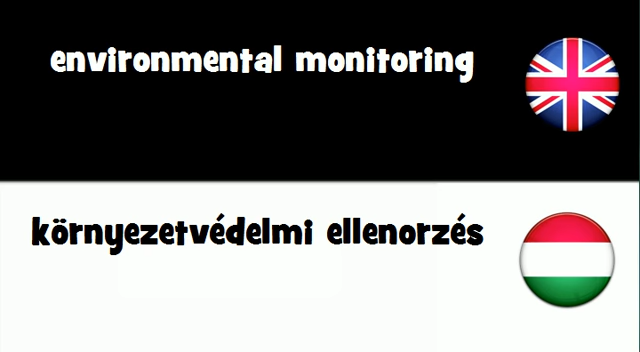 environmental monitoring
környezetvédelmi ellenorzés